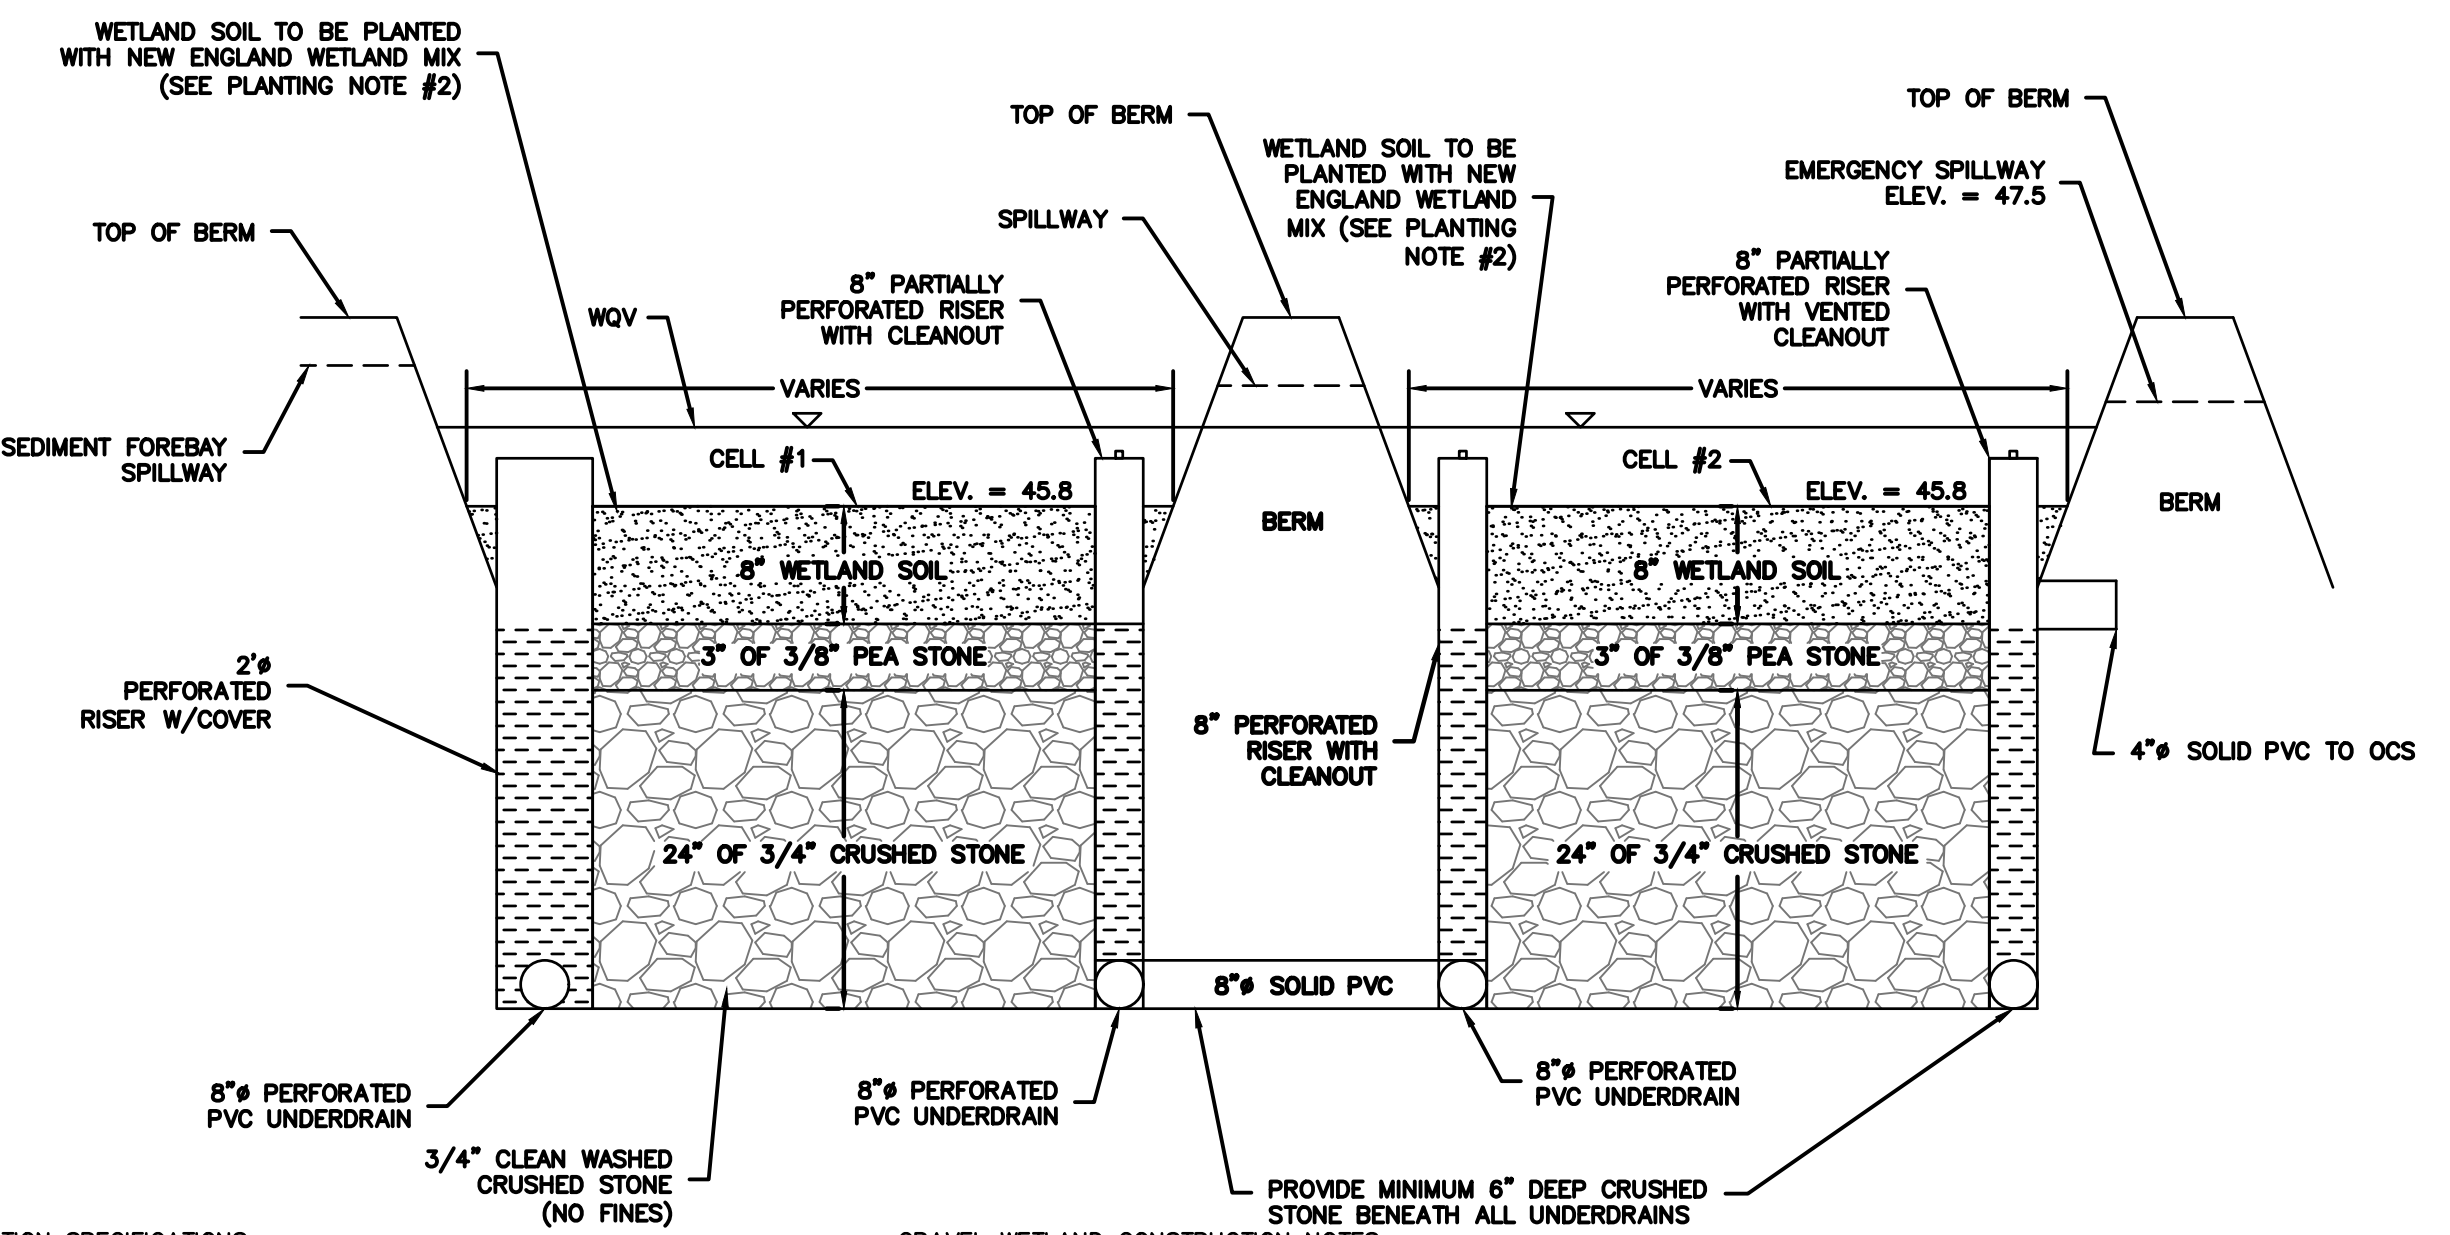 WETLAND SOIL TO BE PLANTED
WITH NEW ENGLAND WETLAND MIX
(SEE PLANTING NOTE #2)
TOP OF BERM
TOP OF BERM
WETLAND SOIL TO BE
PLANTED WITH NEW
ENGLAND WETLAND
MIX (SEE PLANTING
NOTE #2)
TOP OF BERM
EMERGENCY SPILLWAY
ELEV. = 47.5
SPILLWAY
8" PARTIALLY
PERFORATED RISER
WITH CLEANOUT
8" PARTIALLY
PERFORATED RISER
WITH VENTED
CLEANOUT
WQV
VARIES
VARIES
SEDIMENT FOREBAY
SPILLWAY
CELL #1
ELEV. = 45.8
CELL #2
ELEV. = 45.8
BERM
BERM
8" WETLAND SOIL
8" WETLAND SOIL
3" OF 3/8" PEA STONE
3" OF 3/8" PEA STONE
2'ø
PERFORATED
RISER W/COVER
8" PERFORATED
RISER WITH
CLEANOUT
4"ø SOLID PVC TO OCS
24" OF 3/4" CRUSHED STONE
24" OF 3/4" CRUSHED STONE
8"ø SOLID PVC
8"ø PERFORATED
PVC UNDERDRAIN
8"ø PERFORATED
PVC UNDERDRAIN
8"ø PERFORATED
PVC UNDERDRAIN
3/4" CLEAN WASHED
CRUSHED STONE
(NO FINES)
PROVIDE MINIMUM 6" DEEP CRUSHED
STONE BENEATH ALL UNDERDRAINS
GRAVEL WETLAND CONSTRUCTION NOTES